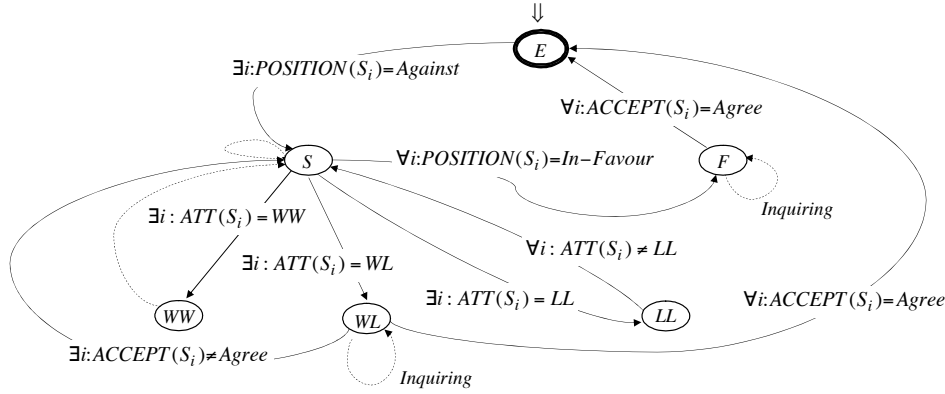 ⇓
E
∃i:POSITION(S_i)=Against
∀i:ACCEPT(S_i)=Agree
S
∀i:POSITION(S_i)=In−Favour
F
Inquiring
∃i: ATT(S_i) = WW
∀i: ATT(S_i) ≠ LL
∃i: ATT(S_i) = WL
∃i: ATT(S_i) = LL
∀i:ACCEPT(S_i)=Agree
WW
WL
LL
∃i:ACCEPT(S_i)≠Agree
Inquiring